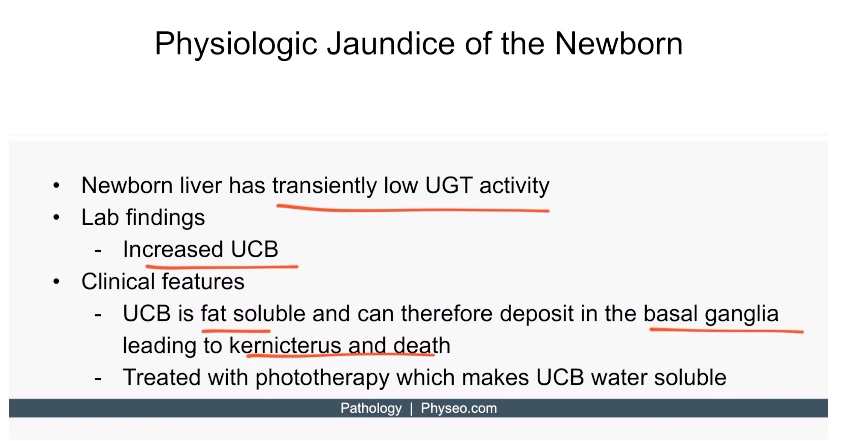 Physiologic Jaundice of the Newborn
• Newborn liver has transiently low UGT activity
• Lab findings
- Increased UCB
• Clinical features
- UCB is fat soluble and can therefore deposit in the basal ganglia
leading to kernicterus and death
- Treated with phototherapy which makes UCB water soluble
Pathology | Physeo.com